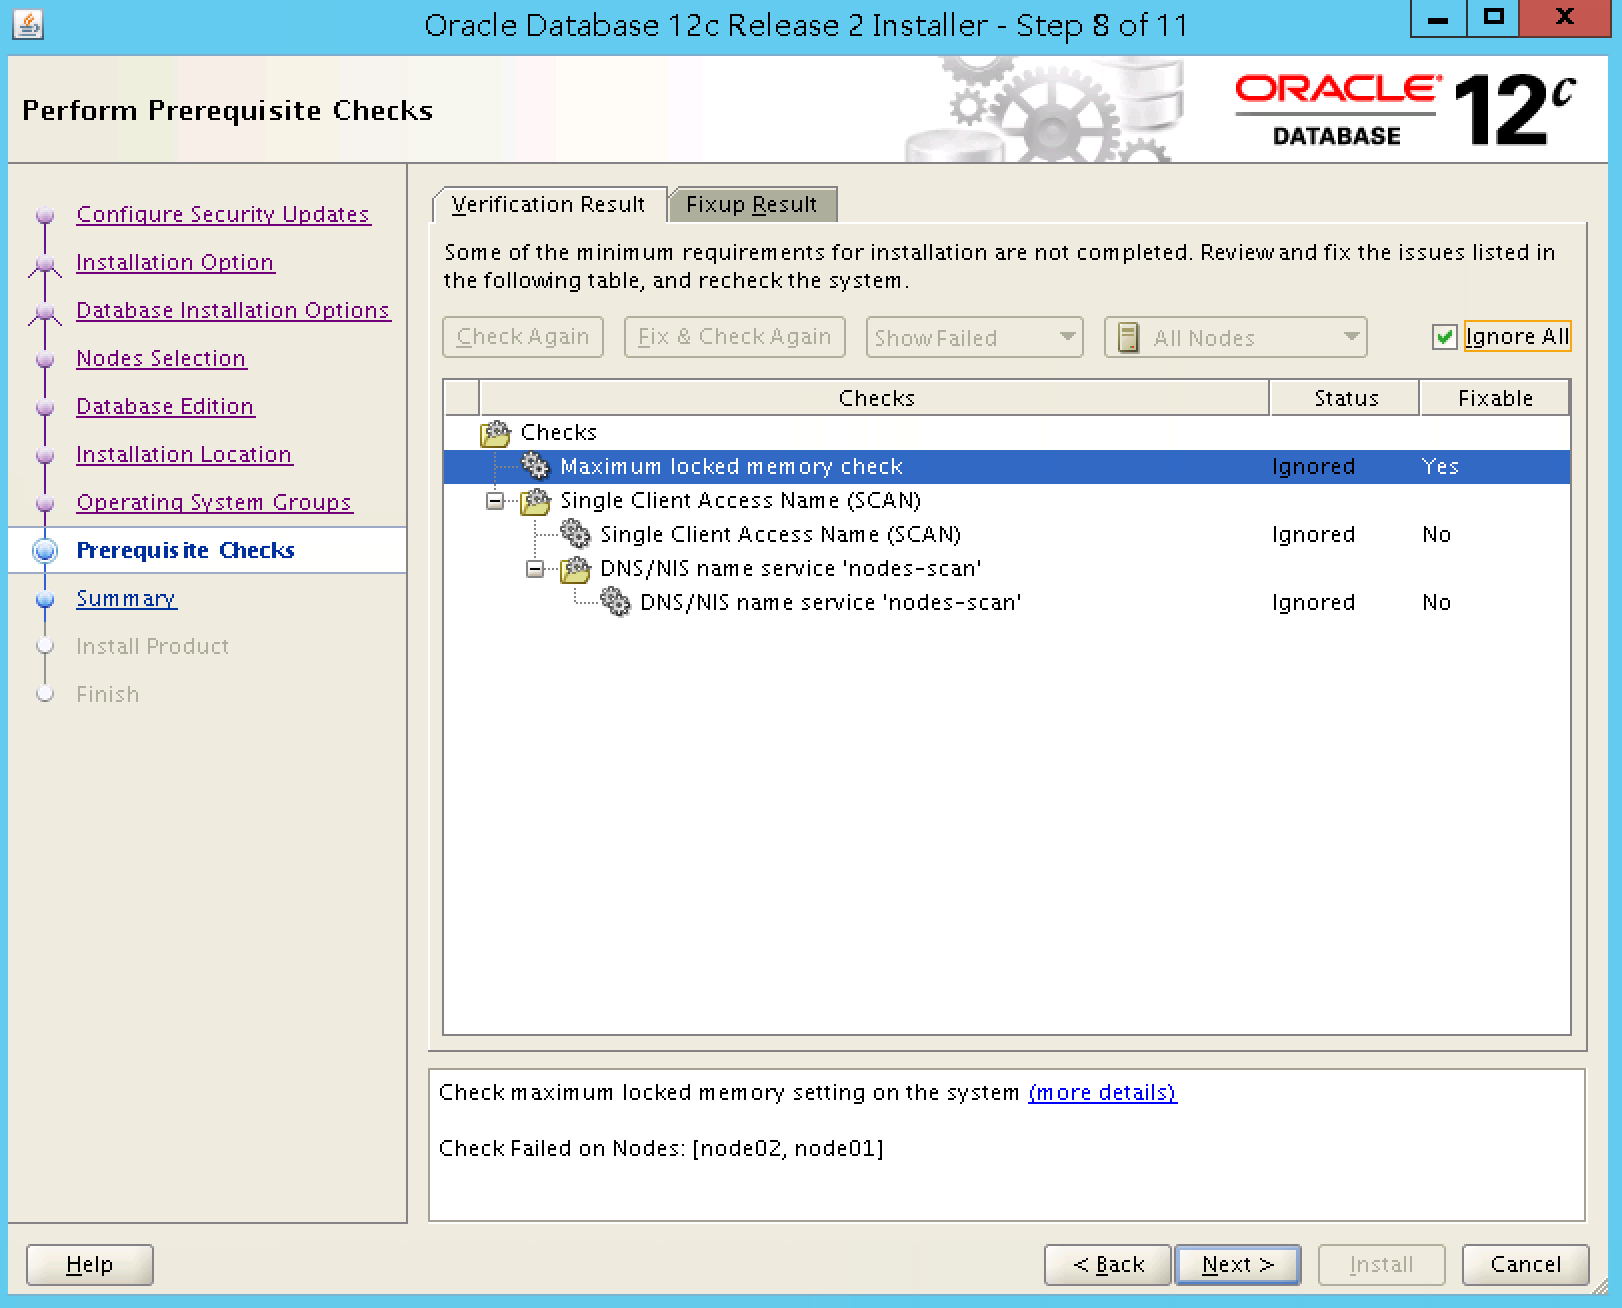 Oracle Database 12c Release 2 Installer - Step 8 of 11
X
Perform Prerequisite Checks
ORACLE
DATABASE
12c
Configure Security Updates
Installation Option
Database Installation Options
Nodes Selection
Database Edition
Installation Location
Operating System Groups
Prerequisite Checks
Summary
Install Product
Finish
Verification Result
Fixup Result
Some of the minimum requirements for installation are not completed. Review and fix the issues listed in
the following table, and recheck the system.
Check Again
Fix & Check Again
Show Failed
All Nodes
Ignore All
Checks Status Fixable
Checks
Maximum locked memory check Ignored Yes
Single Client Access Name (SCAN)
Single Client Access Name (SCAN) Ignored No
DNS/NIS name service 'nodes-scan'
DNS/NIS name service 'nodes-scan' Ignored No
Check maximum locked memory setting on the system (more details)
Check Failed on Nodes: [node02, node01]
Help
< Back
Next >
Install
Cancel